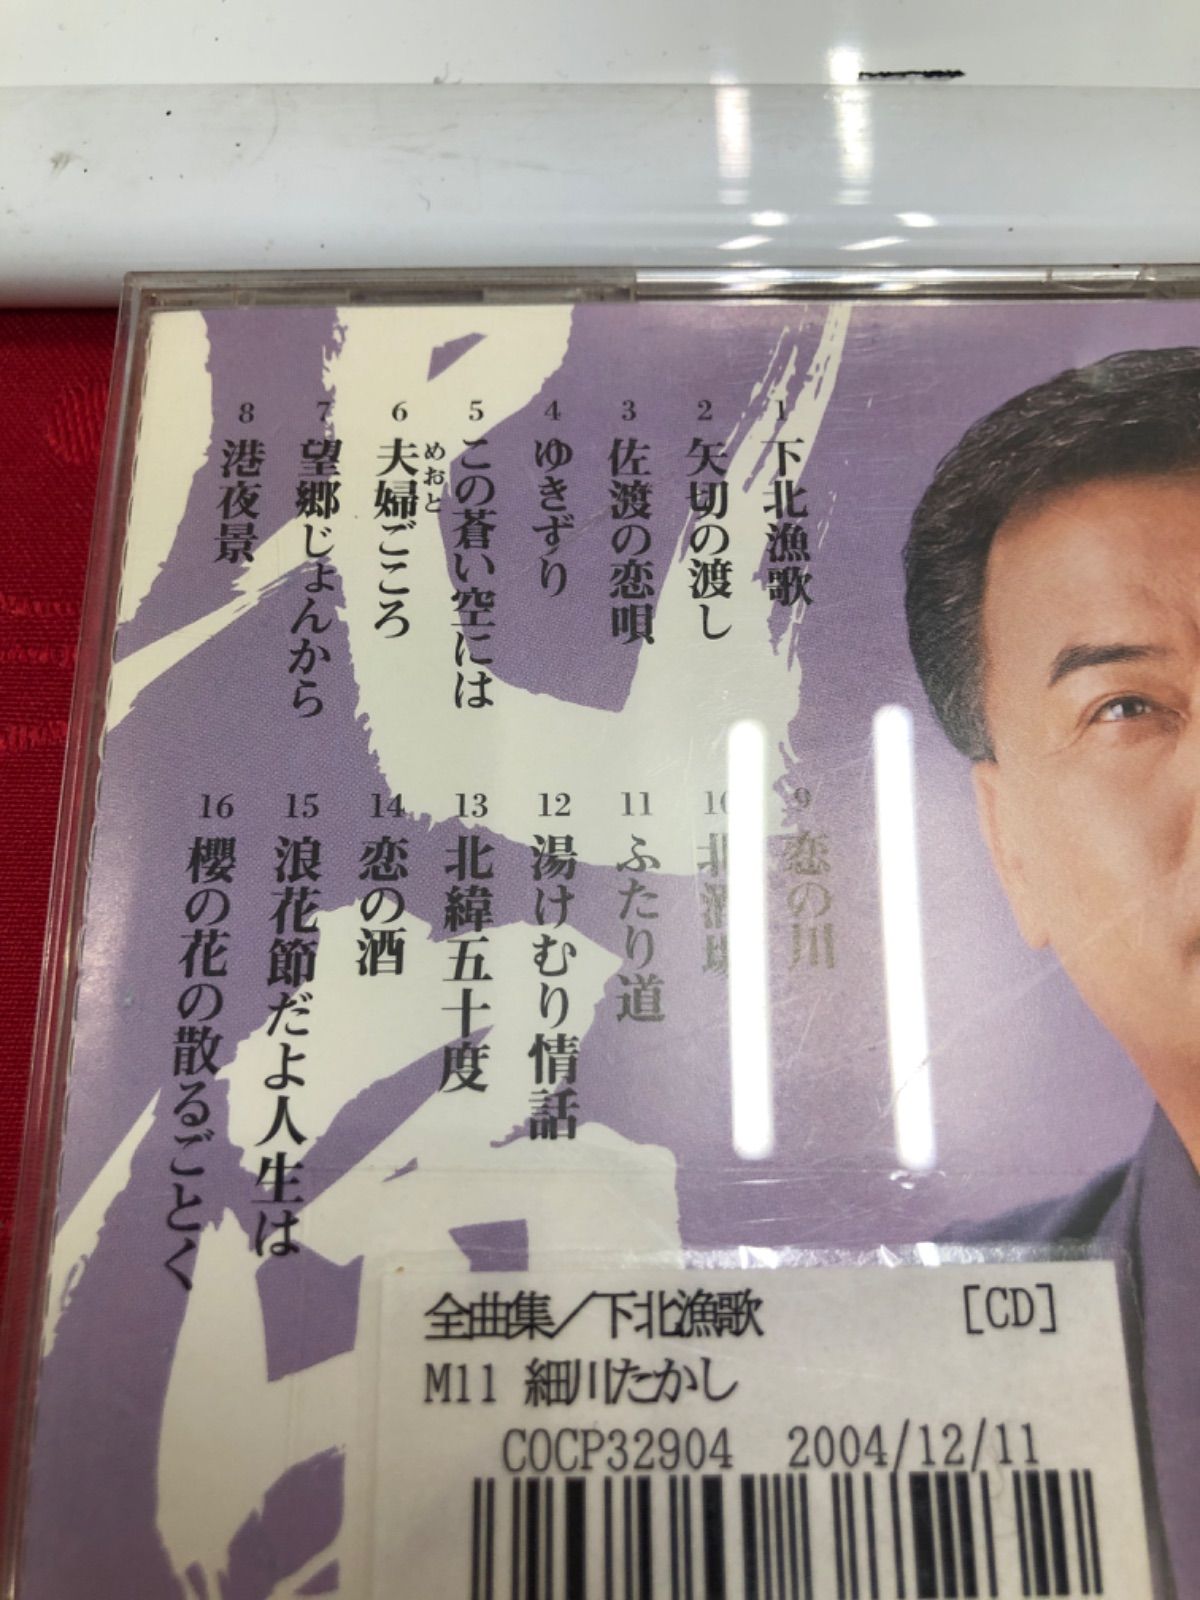 1 下北漁歌
2 矢切の渡し
3 佐渡の恋唄
4 ゆきずり
5 この蒼い空には
6 夫婦ごころ
めおと
7 望郷じょんから
8 港夜景
9 恋の川
10 北酒場
11 ふたり道
12 湯けむり情話
13 北緯五十度
14 恋の酒
15 浪花節だよ人生は
16 櫻の花の散るごとく
全曲集／下北漁歌 [CD]
M11 細川たかし
COCP32904 2004/12/11